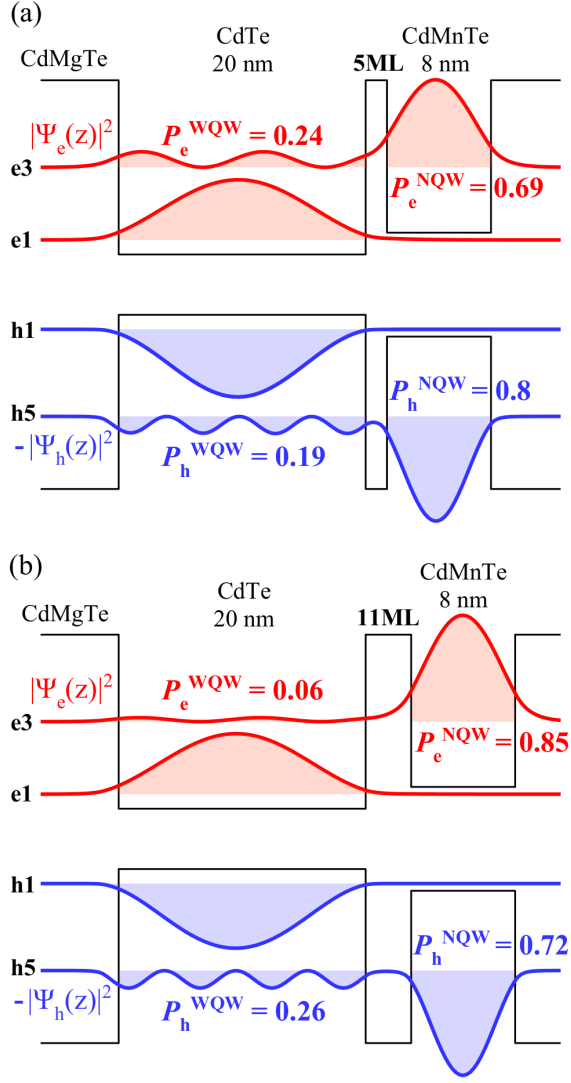 (a)
CdMgTe
CdTe
20 nm
5ML
CdMnTe
8 nm
|Ψe(z)|²
Pe^WQW = 0.24
e3
Pe^NQW = 0.69
e1
h1
Ph^NQW = 0.8
h5
-|Ψh(z)|²
Ph^WQW = 0.19
(b)
CdMgTe
CdTe
20 nm
11ML
CdMnTe
8 nm
|Ψe(z)|²
Pe^WQW = 0.06
e3
Pe^NQW = 0.85
e1
h1
Ph^NQW = 0.72
h5
-|Ψh(z)|²
Ph^WQW = 0.26